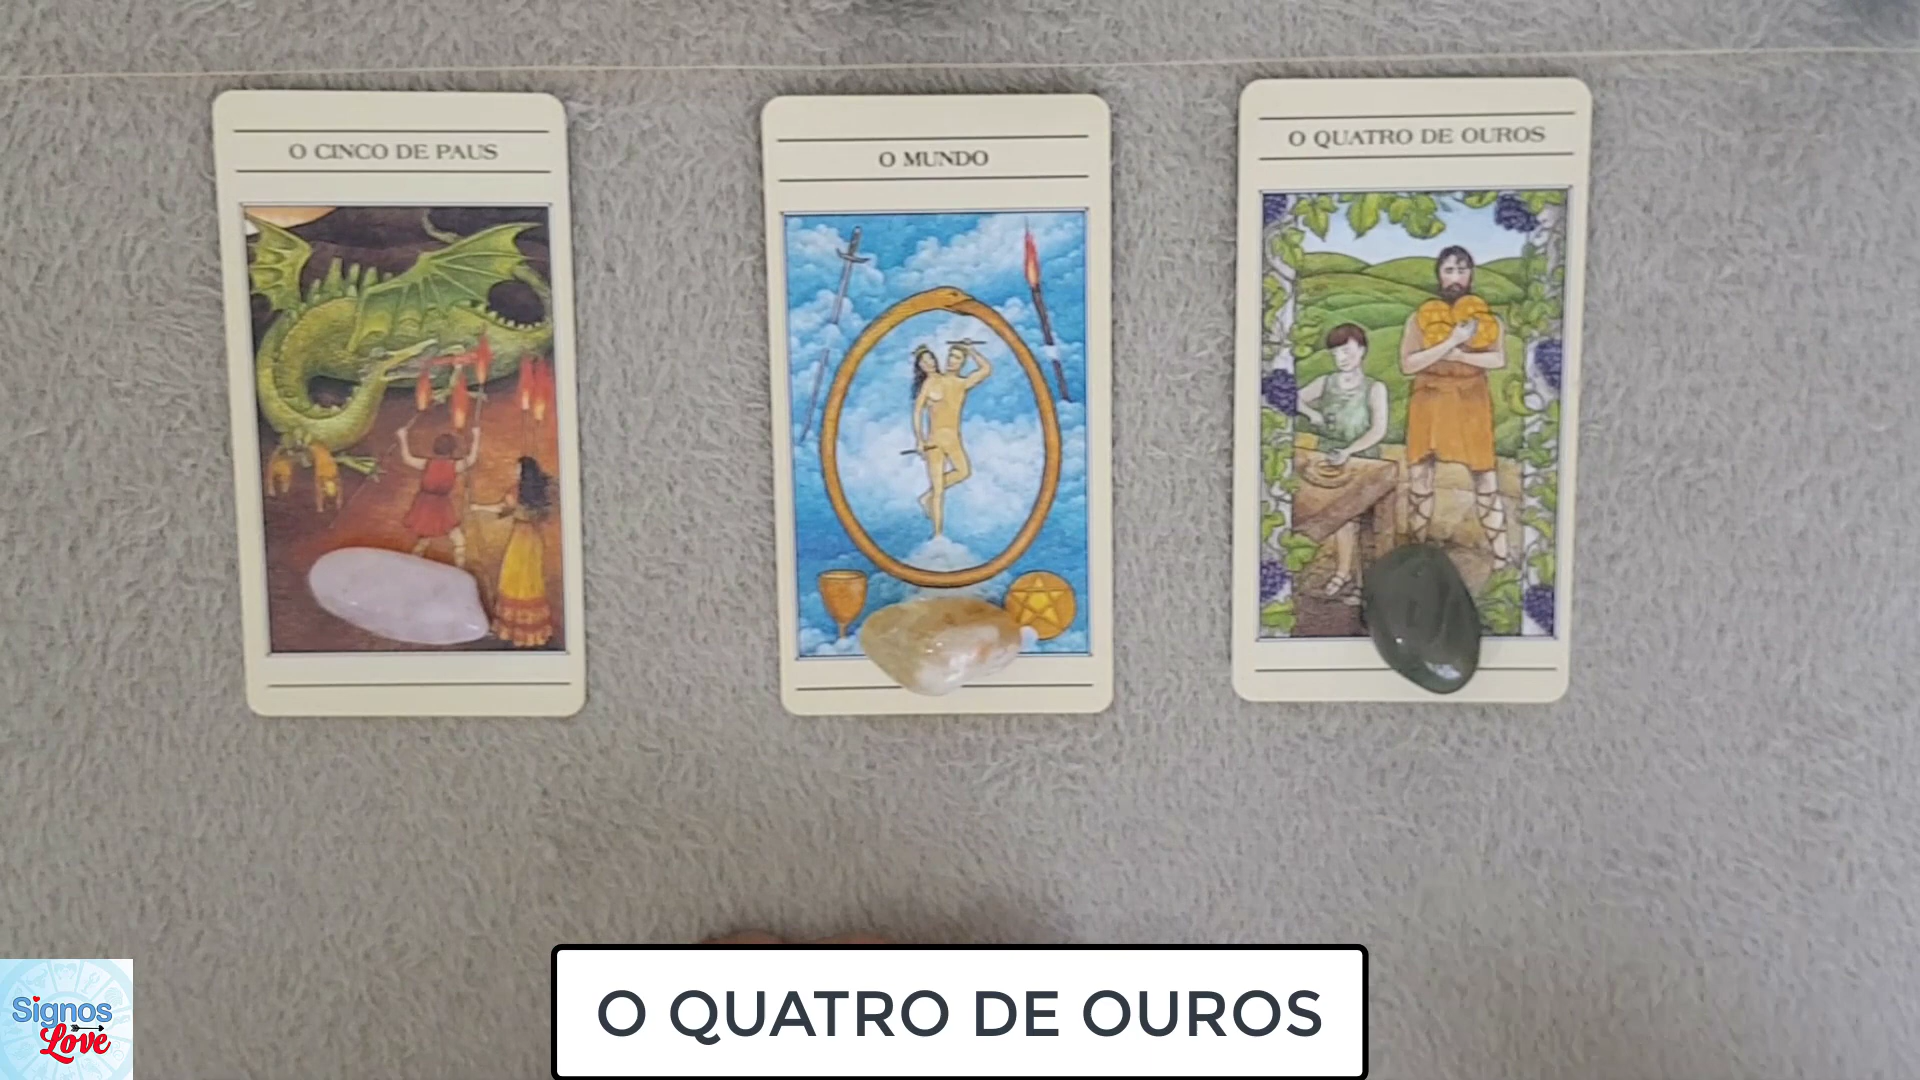 O CINCO DE PAUS
O MUNDO
O QUATRO DE OUROS
Signos
Love
O QUATRO DE OUROS